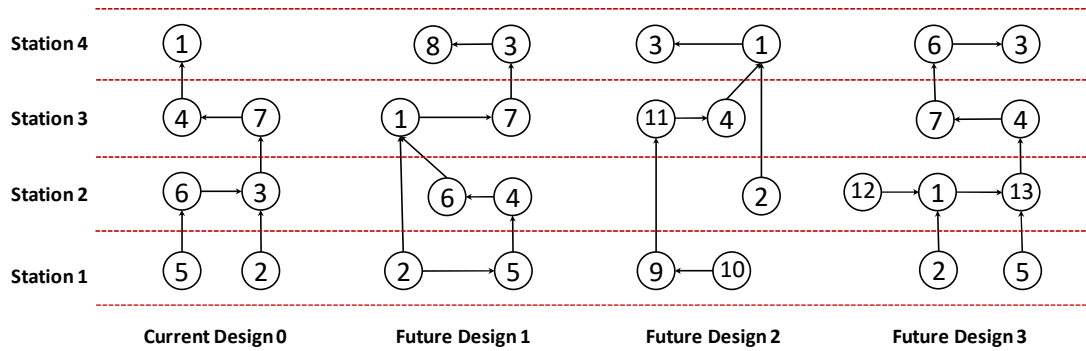 Station 4 1 8 3 3 1 6 3
Station 3 4 7 1 7 11 4 7 4
Station 2 6 3 6 4 2 12 1 13
Station 1 5 2 2 5 9 10 2 5
Current Design 0 Future Design 1 Future Design 2 Future Design 3